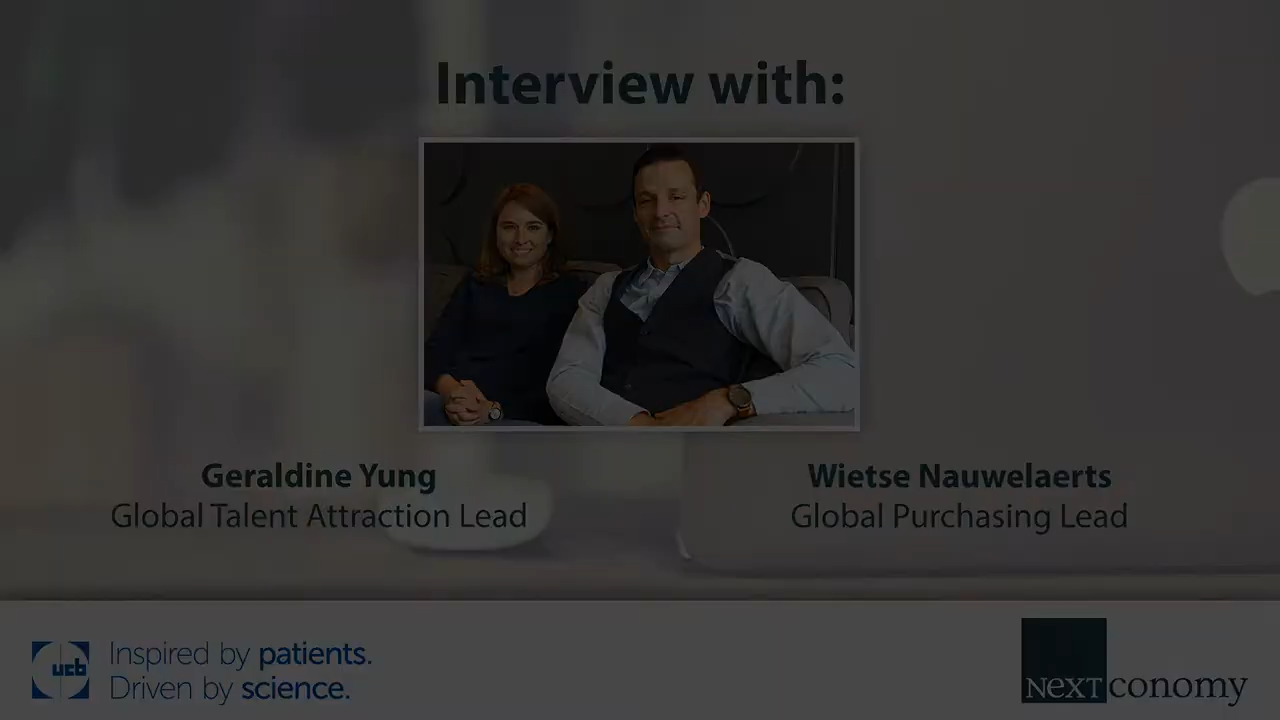 Interview with:
Geraldine Yung
Global Talent Attraction Lead
Wietse Nauwelaerts
Global Purchasing Lead
ucb
Inspired by patients.
Driven by science.
NEXTconomy